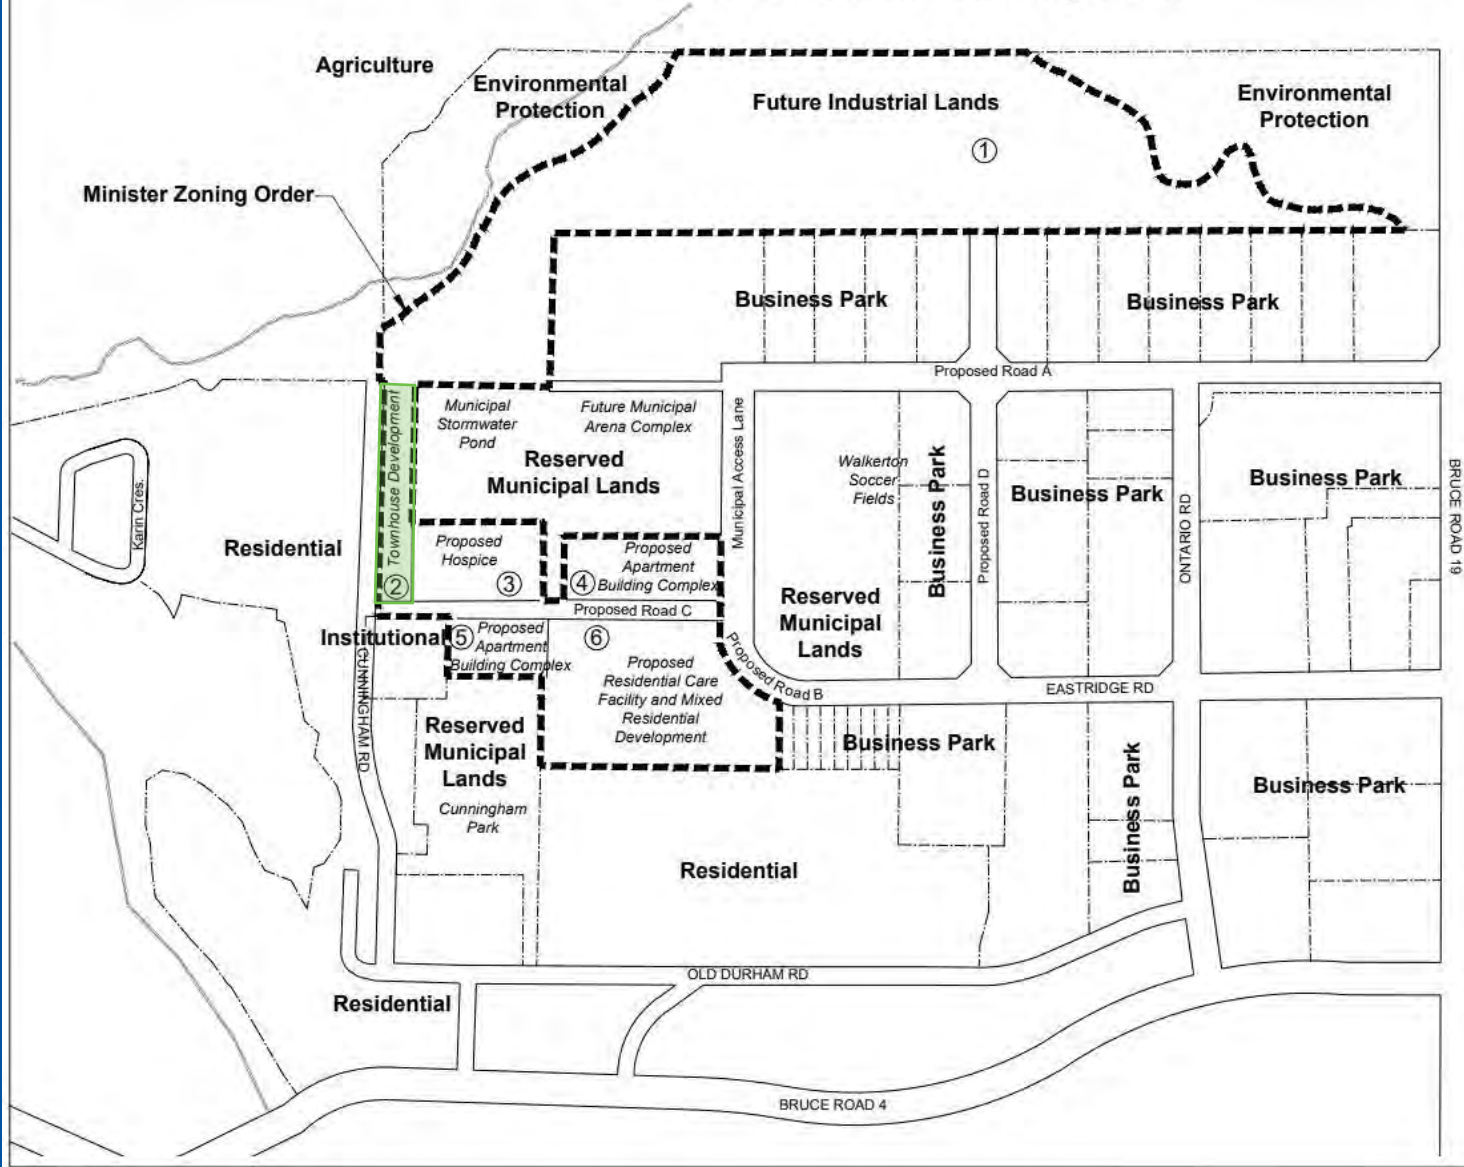 Agriculture
Environmental
Protection
Future Industrial Lands
①
Environmental
Protection
Minister Zoning Order
Business Park
Business Park
Proposed Road A
Townhouse Development
②
Municipal
Stormwater
Pond
Future Municipal
Arena Complex
Reserved
Municipal Lands
Municipal Access Lane
Walkerton
Soccer
Fields
Business Park
Proposed Road D
Business Park
ONTARIO RD
Business Park
BRUCE ROAD 19
Karin Cres.
Residential
Proposed
Hospice
③
④
Proposed
Apartment
Building Complex
Proposed Road C
Reserved
Municipal
Lands
Institutional
⑤
Proposed
Apartment
Building Complex
⑥
Proposed
Residential Care
Facility and Mixed
Residential
Development
Proposed Road B
EASTRIDGE RD
CUNNINGHAM RD
Reserved
Municipal
Lands
Cunningham
Park
Business Park
Business Park
Business Park
Residential
OLD DURHAM RD
Residential
BRUCE ROAD 4